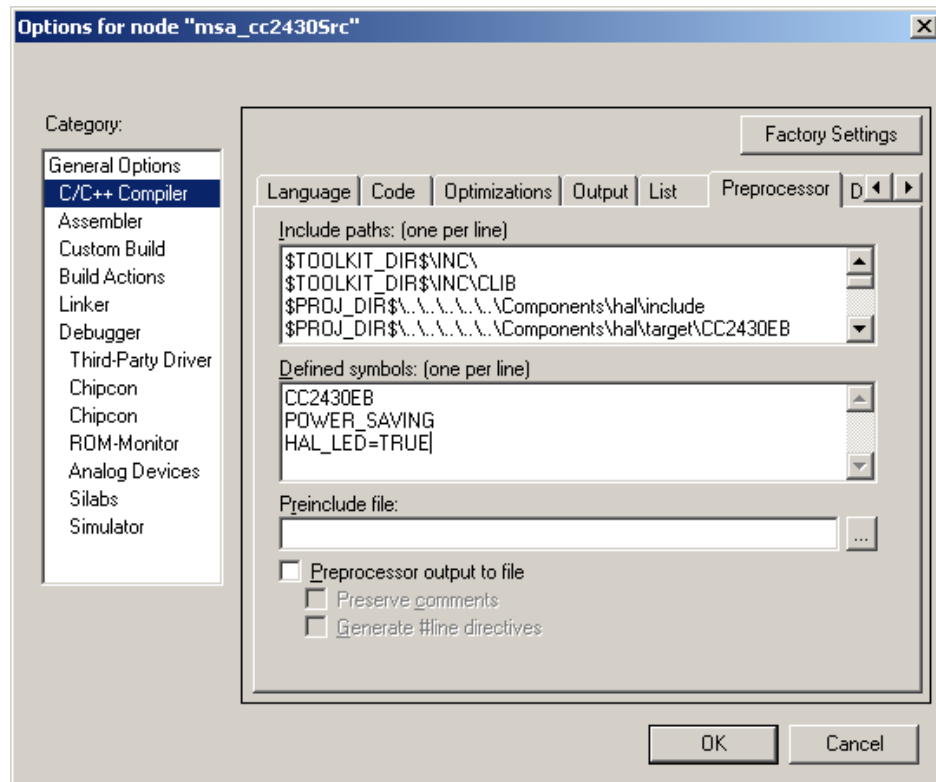 Options for node "msa_cc2430Src"
Category:
General Options
C/C++ Compiler
Assembler
Custom Build
Build Actions
Linker
Debugger
Third-Party Driver
Chipcon
Chipcon
ROM-Monitor
Analog Devices
Silabs
Simulator
Factory Settings
Language Code Optimizations Output List Preprocessor D
Include paths: (one per line)
$TOOLKIT_DIR$\INC\
$TOOLKIT_DIR$\INC\CLIB
$PROJ_DIR$\..\..\..\..\..\Components\hal\include
$PROJ_DIR$\..\..\..\..\..\Components\hal\target\CC2430EB
Defined symbols: (one per line)
CC2430EB
POWER_SAVING
HAL_LED=TRUE
Preinclude file:
...
Preprocessor output to file
Preserve comments
Generate #line directives
OK Cancel